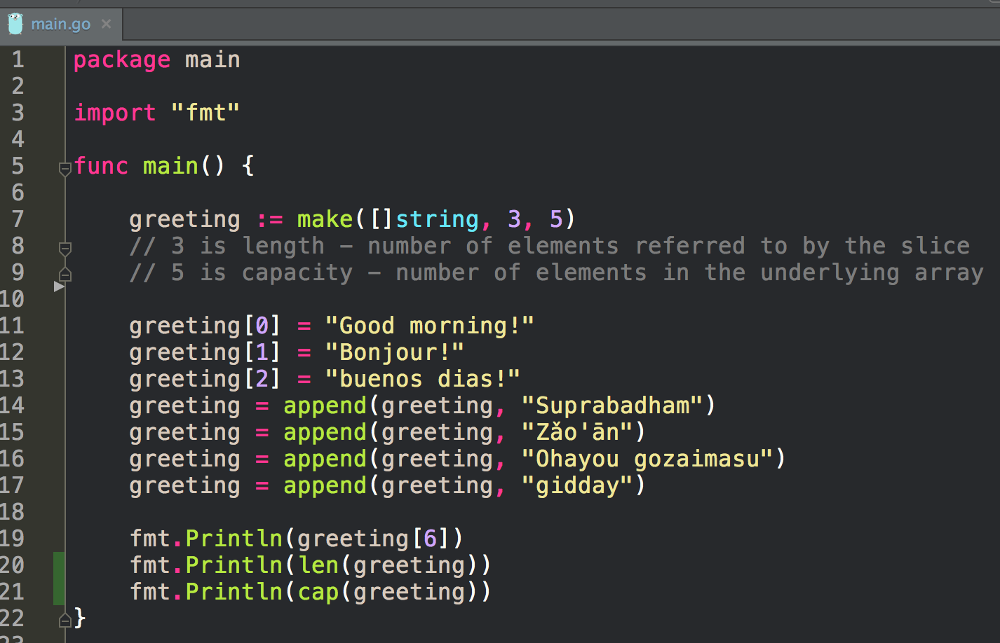 main.go ×
1 package main
2
3 import "fmt"
4
5 func main() {
6
7 greeting := make([]string, 3, 5)
8 // 3 is length – number of elements referred to by the slice
9 // 5 is capacity – number of elements in the underlying array
10
11 greeting[0] = "Good morning!"
12 greeting[1] = "Bonjour!"
13 greeting[2] = "buenos dias!"
14 greeting = append(greeting, "Suprabadham")
15 greeting = append(greeting, "Zǎo'ān")
16 greeting = append(greeting, "Ohayou gozaimasu")
17 greeting = append(greeting, "gidday")
18
19 fmt.Println(greeting[6])
20 fmt.Println(len(greeting))
21 fmt.Println(cap(greeting))
22 }
23